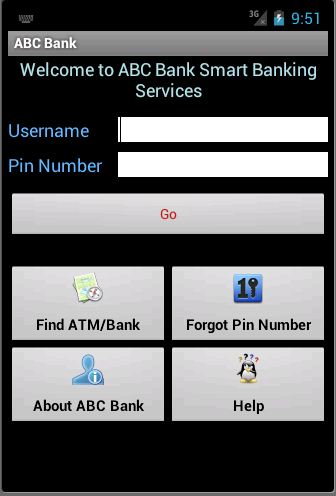 3G 9:51
ABC Bank
Welcome to ABC Bank Smart Banking
Services
Username
Pin Number
Go
Find ATM/Bank
Forgot Pin Number
About ABC Bank
Help